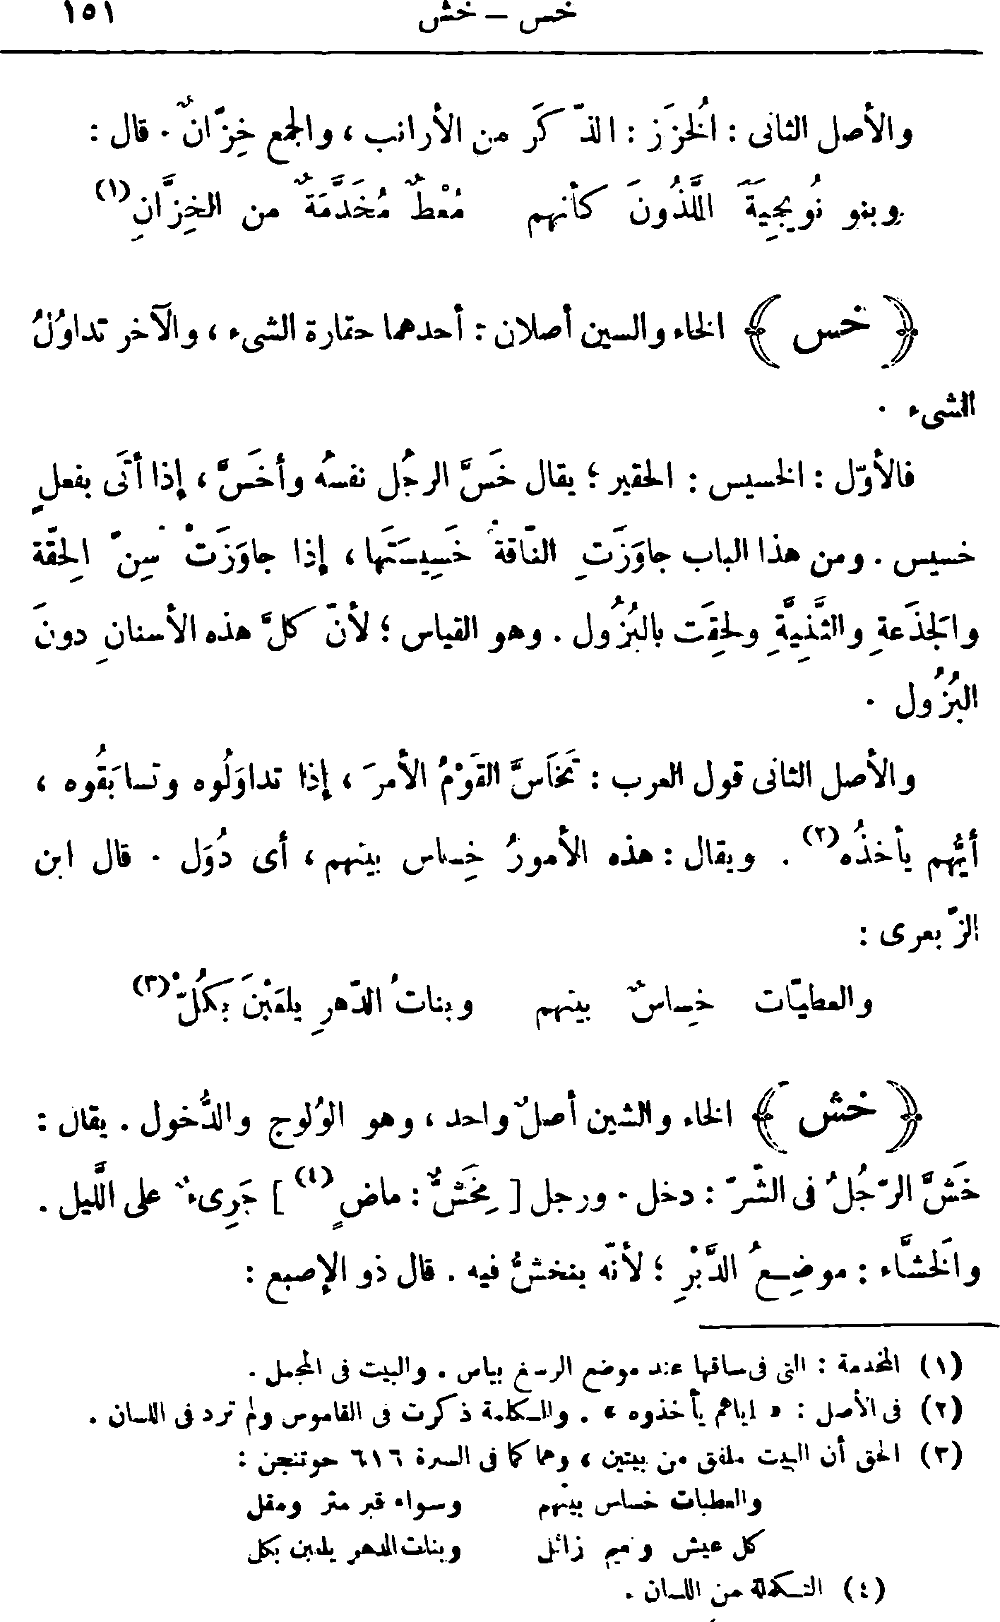 خس – خش ١٥١
والأصل الثانى : الْخُزَز : الذّكَر من الأرانب ، والجمع خِزّانٌ . قال :
وبنو نُويجِيَةَ اللَّذُونَ كأنهم مُعْطٌ مُخَدَّمَةٌ من الخِزَّانِ(١)
﴿ خس ﴾ الخاء والسين أصلان : أحدهما حقارة الشىء ، والآخر تداوُلُ
الشىء .
فالأوّل : الخسيس : الحقير ؛ يقال خَسَّ الرجُل نفسُه وأخَسَّ ، إذا أتَى بفعلٍ
خسيس . ومن هذا الباب جاوَزَتِ النّاقةُ خَسِيسَتَها ، إذا جاوَزَتْ سِنّ الحِقّة
والجَذَعةِ والثَّنِيَّةِ ولحِقَت بالبُزُول . وهو القياس ؛ لأنّ كلَّ هذه الأسنانِ دونَ
البُزُول .
والأصل الثانى قول العرب : تَخَاسَّ القَوْمُ الأمرَ ، إذا تداوَلُوه وتسابَقُوه ،
أيُّهم يأخذُه(٢) . ويقال : هذه الأمورُ خِساس بينهم ، أى دُوَل . قال ابن
الزّبعرى :
والعطيّات خِساسٌ بينهم وبناتُ الدّهرِ يلعَبْنَ بَكُلّْ(٣)
﴿ خش ﴾ الخاء والشين أصلٌ واحد ، وهو الوُلوج والدُّخول . يقال :
خَشَّ الرّجُلُ فى الشّرّ : دخل . ورجل [ مِخَشٌّ : ماضٍ(٤) ] جَرِىءٌ على اللَّيل .
والخَشَّاء : موضِعُ الدَّبْرِ ؛ لأنّه ينخشُّ فيه . قال ذو الإصبع :
(١) المخدمة : التى فى ساقها عند موضع الرسغ بياس . والبيت فى المجمل .
(٢) فى الأصل : « إياهم يأخذوه » . والكلمة ذكرت فى القاموس ولم ترد فى اللسان .
(٣) الحق أن البيت ملفق من بيتين ، وهما كما فى السيرة ٦١٦ جوتنجن :
والعطيات خساس بينهم وسواء قبر مثر ومقل
كل عيش ونعيم زائل وبنات الدهر يلعبن بكل
(٤) التكملة من اللسان .